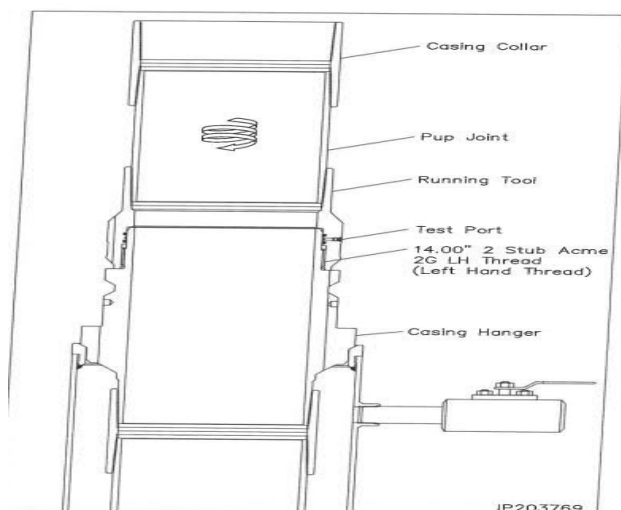 Casing Collar
Pup Joint
Running Tool
Test Port
14.00" 2 Stub Acme
2G LH Thread
(Left Hand Thread)
Casing Hanger
JP203769